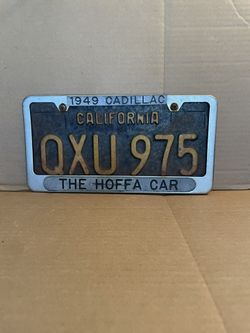 1949 CADILLAC
CALIFORNIA
QXU 975
THE HOFFA CAR